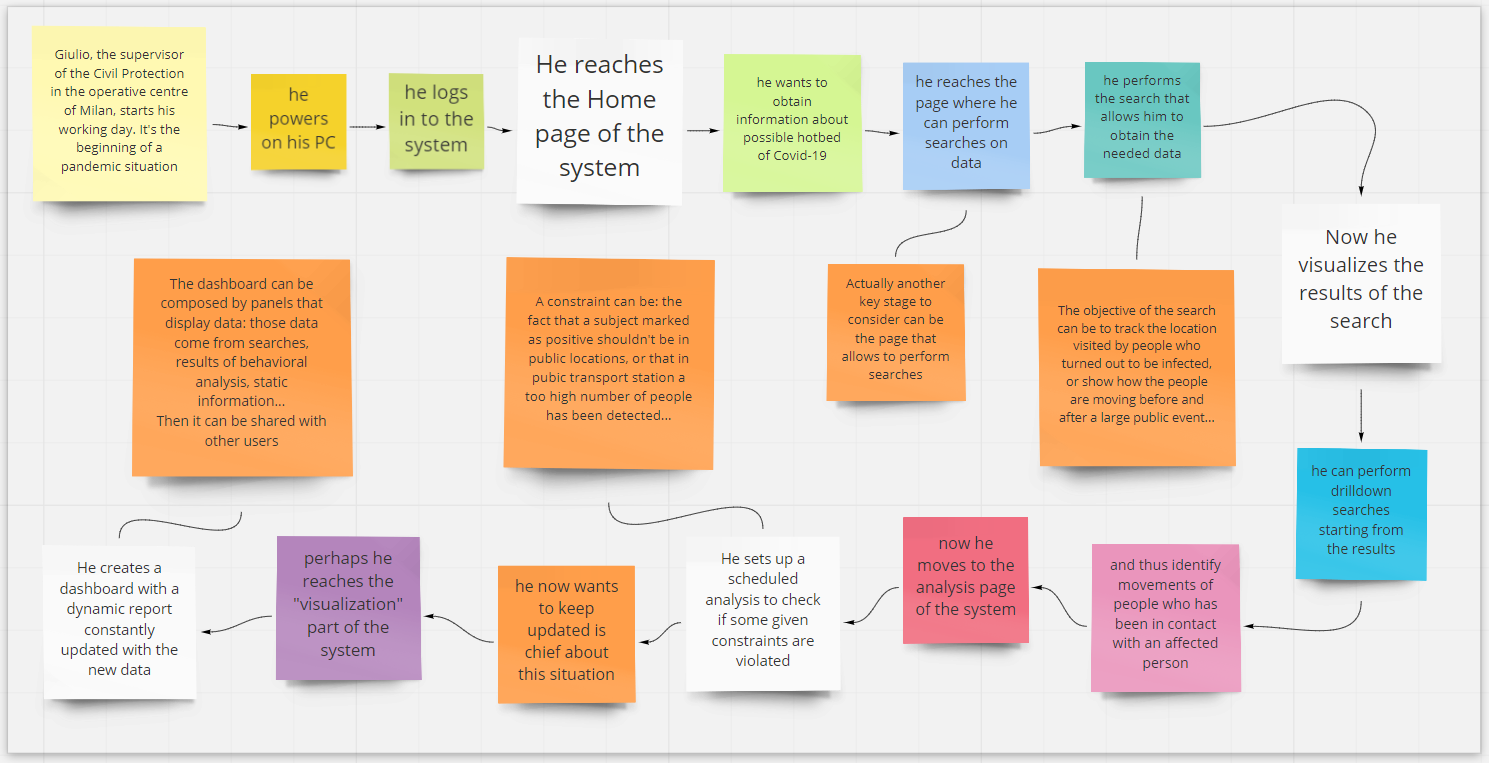 Giulio, the supervisor
of the Civil Protection
in the operative centre
of Milan, starts his
working day. It's the
beginning of a
pandemic situation
he
powers
on his PC
he logs
in to the
system
He reaches
the Home
page of the
system
he wants to
obtain
information about
possible hotbed
of Covid-19
he reaches the
page where he
can perform
searches on
data
he performs
the search that
allows him to
obtain the
needed data
Now he
visualizes the
results of the
search
The dashboard can be
composed by panels that
display data: those data
come from searches,
results of behavioral
analysis, static
information...
Then it can be shared with
other users
A constraint can be: the
fact that a subject marked
as positive shouldn't be in
public locations, or that in
pubic transport station a
too high number of people
has been detected...
Actually another
key stage to
consider can be
the page that
allows to perform
searches
The objective of the search
can be to track the location
visited by people who
turned out to be infected,
or show how the people
are moving before and
after a large public event...
he can perform
drilldown
searches
starting from
the results
and thus identify
movements of
people who has
been in contact
with an affected
person
now he
moves to the
analysis page
of the system
He sets up a
scheduled
analysis to check
if some given
constraints are
violated
he now wants
to keep
updated is
chief about
this situation
perhaps he
reaches the
"visualization"
part of the
system
He creates a
dashboard with a
dynamic report
constantly
updated with the
new data